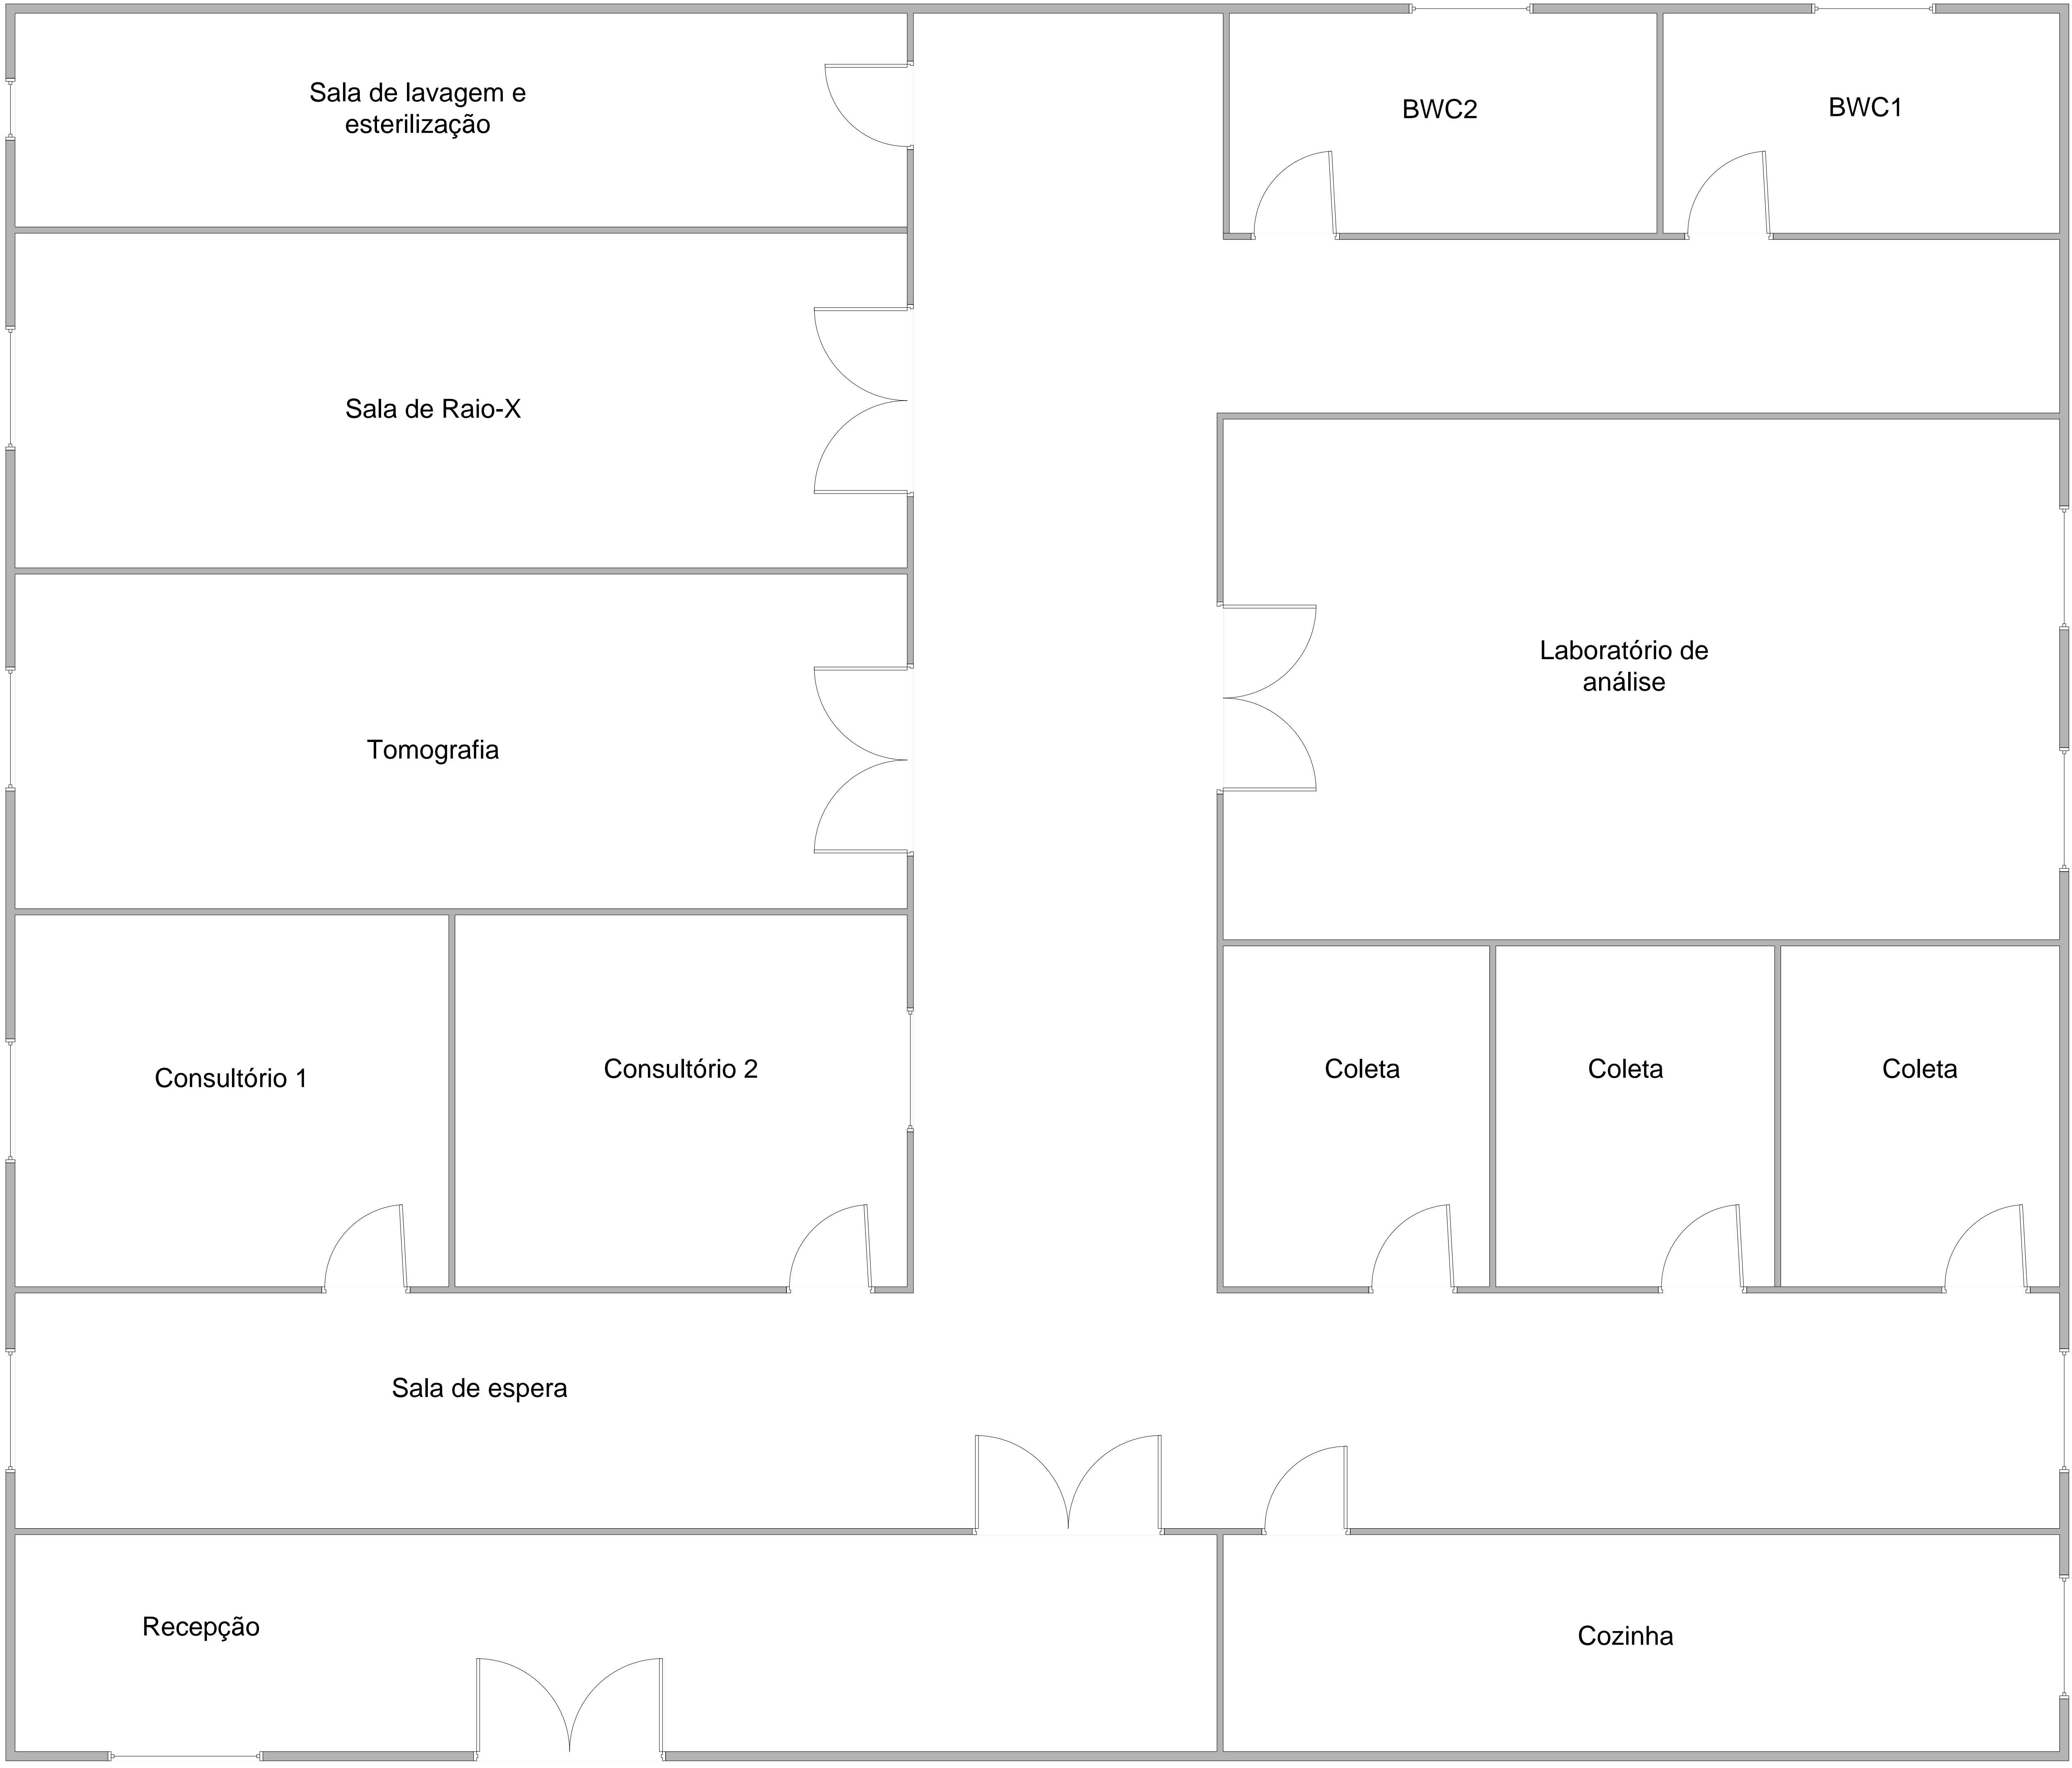 Sala de lavagem e
esterilização
BWC2
BWC1
Sala de Raio-X
Laboratório de
análise
Tomografia
Consultório 1
Consultório 2
Coleta
Coleta
Coleta
Sala de espera
Recepção
Cozinha